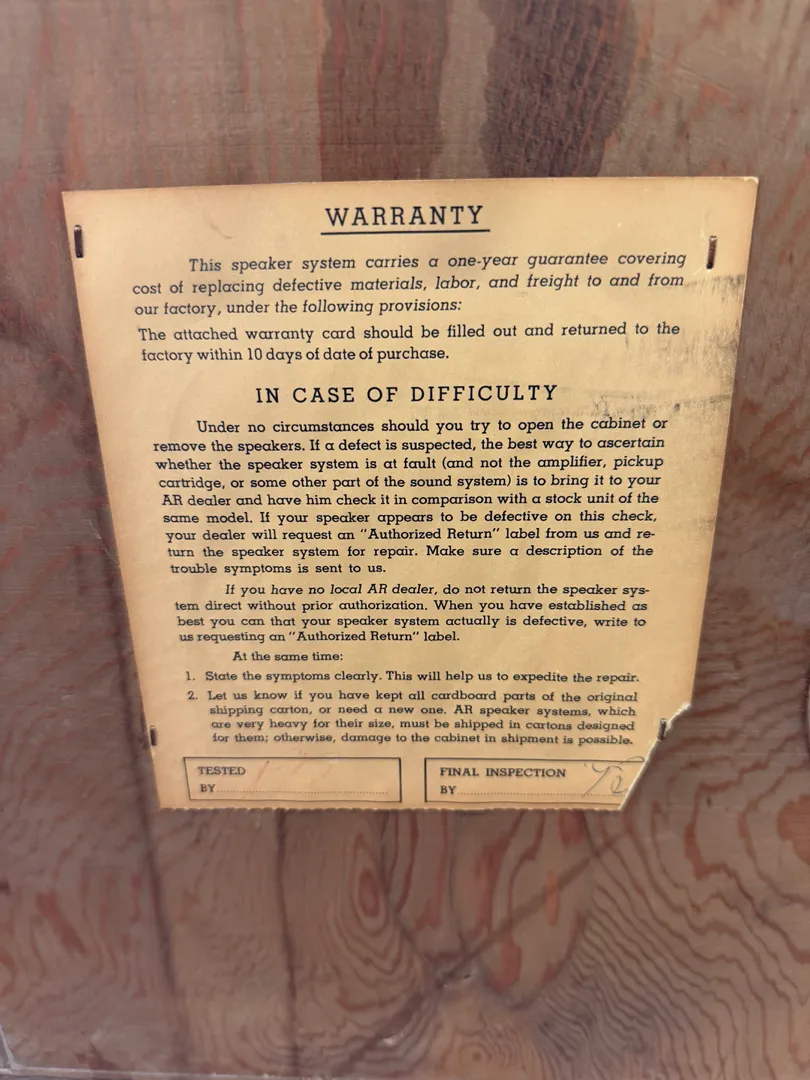 WARRANTY
This speaker system carries a one-year guarantee covering
cost of replacing defective materials, labor, and freight to and from
our factory, under the following provisions:
The attached warranty card should be filled out and returned to the
factory within 10 days of date of purchase.
IN CASE OF DIFFICULTY
Under no circumstances should you try to open the cabinet or
remove the speakers. If a defect is suspected, the best way to ascertain
whether the speaker system is at fault (and not the amplifier, pickup
cartridge, or some other part of the sound system) is to bring it to your
AR dealer and have him check it in comparison with a stock unit of the
same model. If your speaker appears to be defective on this check,
your dealer will request an "Authorized Return" label from us and re-
turn the speaker system for repair. Make sure a description of the
trouble symptoms is sent to us.
If you have no local AR dealer, do not return the speaker sys-
tem direct without prior authorization. When you have established as
best you can that your speaker system actually is defective, write to
us requesting an "Authorized Return" label.
At the same time:
1. State the symptoms clearly. This will help us to expedite the repair.
2. Let us know if you have kept all cardboard parts of the original
shipping carton, or need a new one. AR speaker systems, which
are very heavy for their size, must be shipped in cartons designed
for them; otherwise, damage to the cabinet in shipment is possible.
TESTED
BY
FINAL INSPECTION
BY